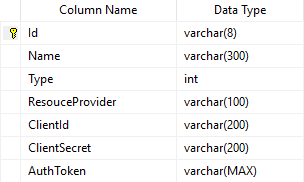 Column Name Data Type
Id varchar(8)
Name varchar(300)
Type int
ResouceProvider varchar(100)
ClientId varchar(200)
ClientSecret varchar(200)
AuthToken varchar(MAX)